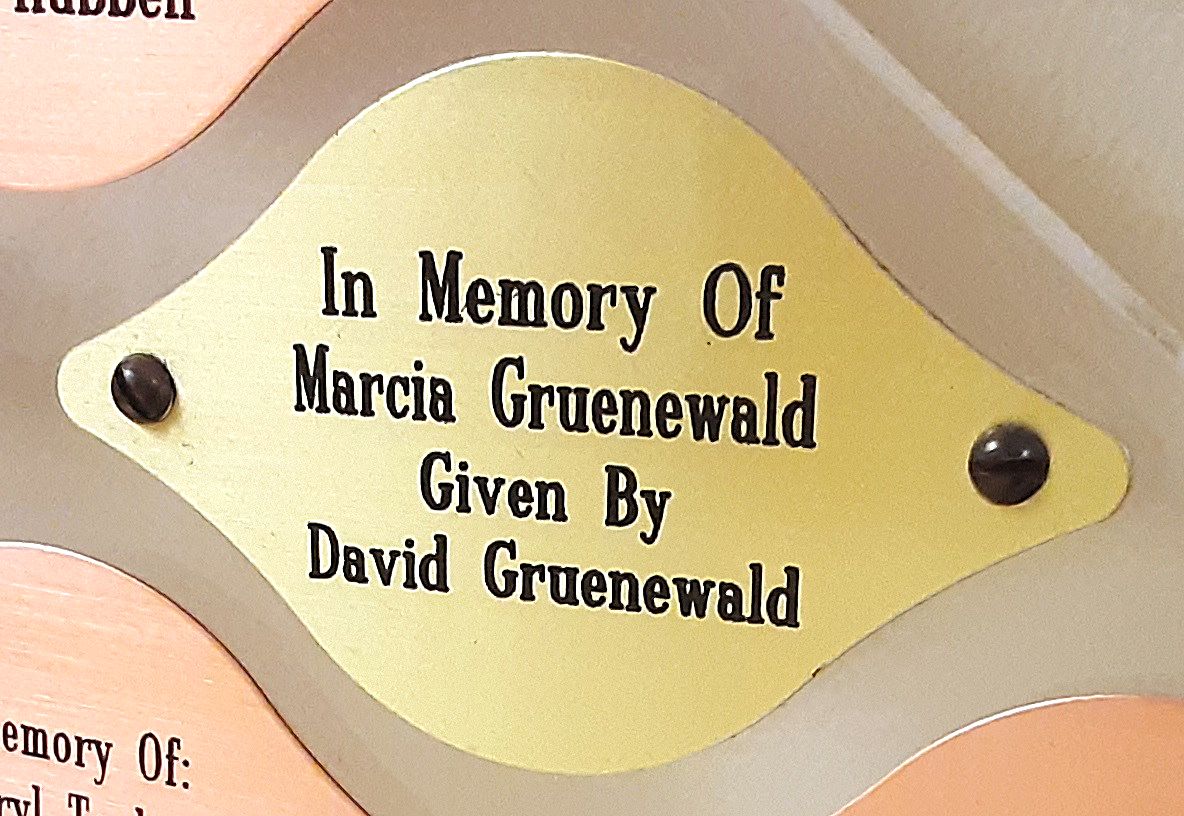 In Memory Of
Marcia Gruenewald
Given By
David Gruenewald
emory Of: